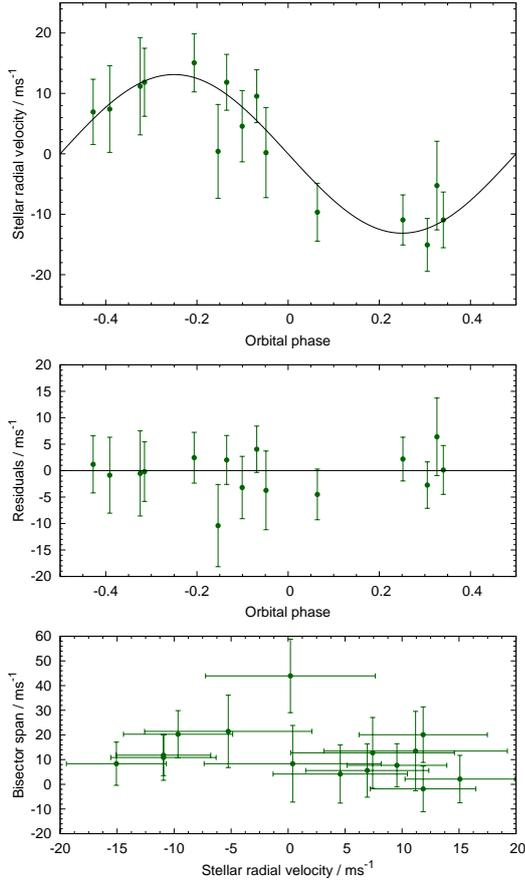 20
10
0
-10
-20
Stellar radial velocity / ms-1
-0.4 -0.2 0 0.2 0.4
Orbital phase
20
15
10
5
0
-5
-10
-15
-20
Residuals / ms-1
-0.4 -0.2 0 0.2 0.4
Orbital phase
60
50
40
30
20
10
0
-10
-20
Bisector span / ms-1
-20 -15 -10 -5 0 5 10 15 20
Stellar radial velocity / ms-1